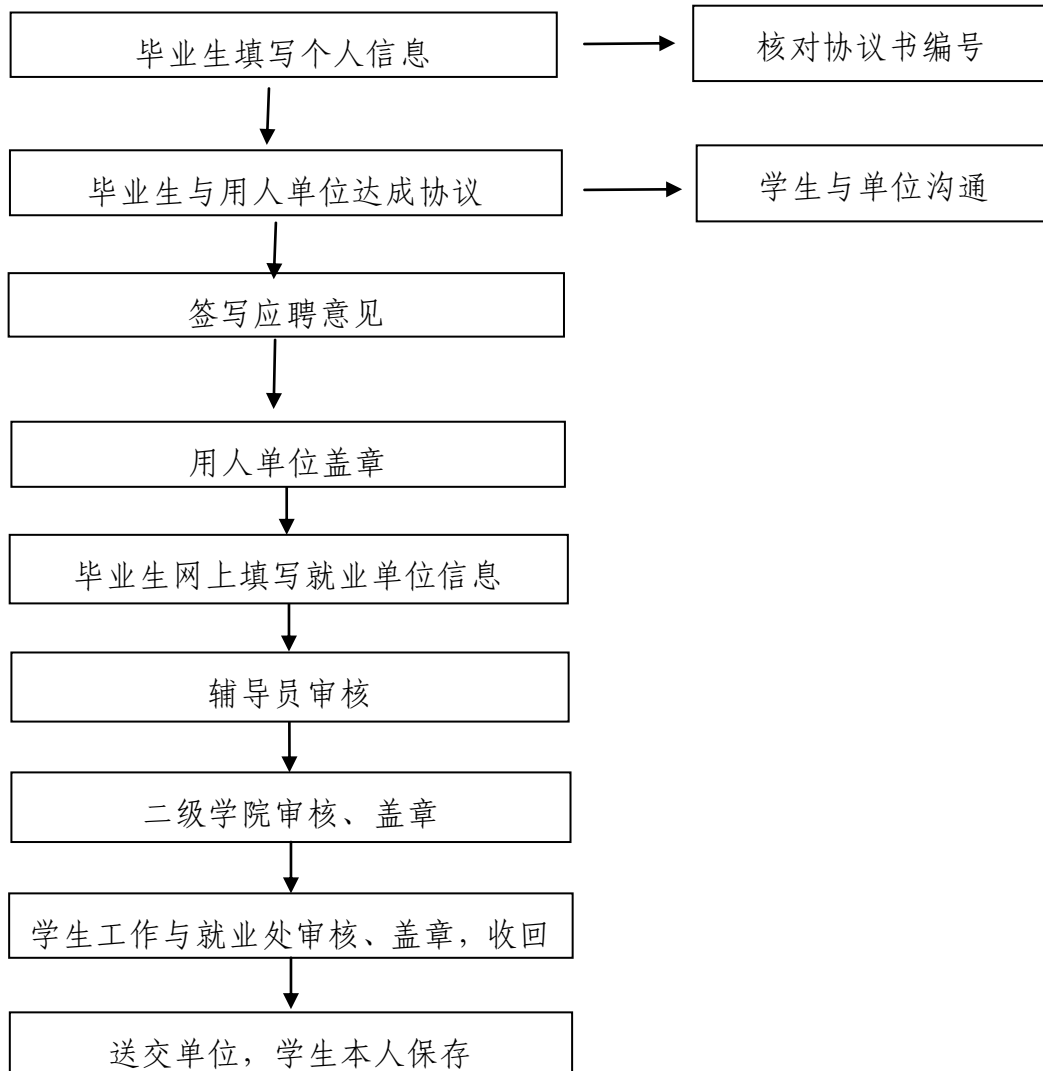 毕业生填写个人信息
核对协议书编号
毕业生与用人单位达成协议
学生与单位沟通
签写应聘意见
用人单位盖章
毕业生网上填写就业单位信息
辅导员审核
二级学院审核、盖章
学生工作与就业处审核、盖章，收回
送交单位，学生本人保存